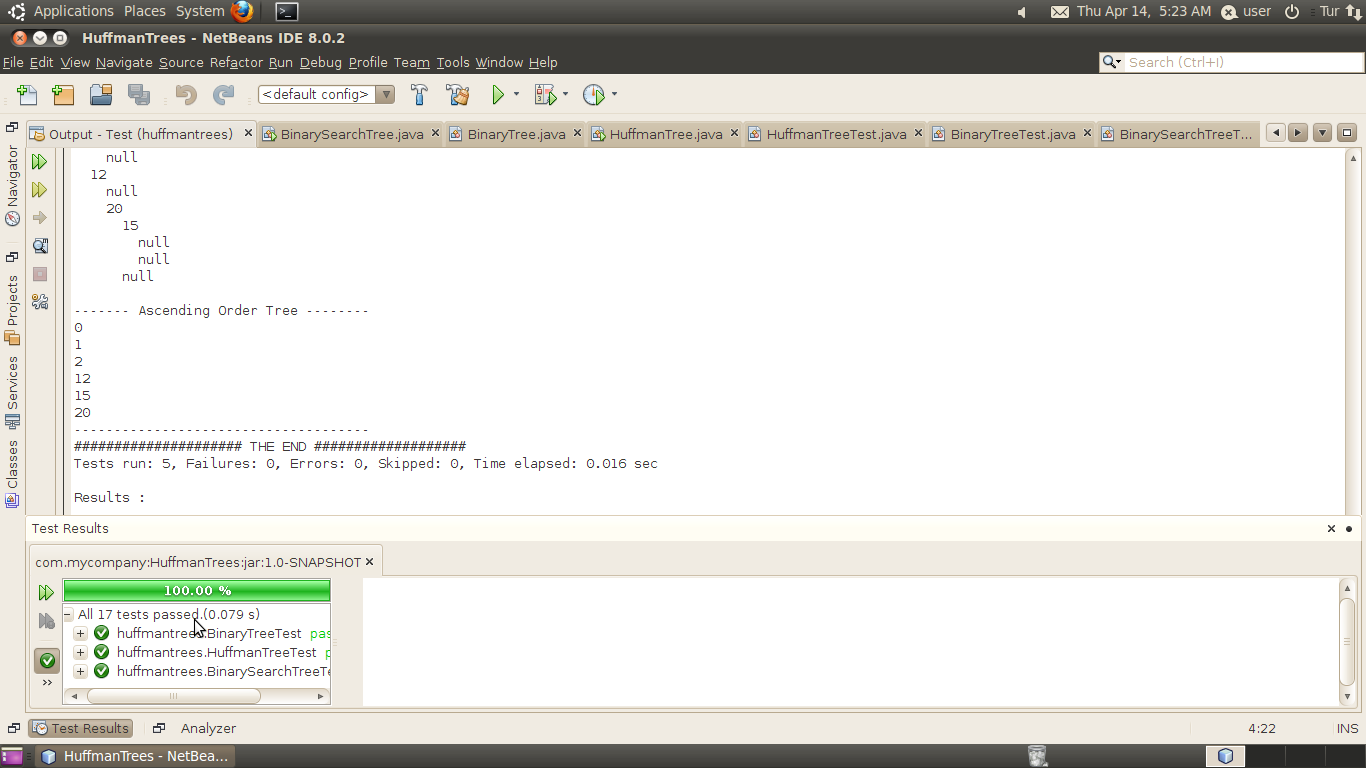 Applications Places System Thu Apr 14, 5:23 AM user Tur
HuffmanTrees - NetBeans IDE 8.0.2
File Edit View Navigate Source Refactor Run Debug Profile Team Tools Window Help Search (Ctrl+I)
<default config>
Output - Test (huffmantrees) BinarySearchTree.java BinaryTree.java HuffmanTree.java HuffmanTreeTest.java BinaryTreeTest.java BinarySearchTreeT...
Navigator
Projects
Services
Classes
null
12
null
20
15
null
null
null
------- Ascending Order Tree --------
0
1
2
12
15
20
-------------------------------------
##################### THE END ###################
Tests run: 5, Failures: 0, Errors: 0, Skipped: 0, Time elapsed: 0.016 sec
Results :
Test Results
com.mycompany:HuffmanTrees:jar:1.0-SNAPSHOT
100.00 %
All 17 tests passed.(0.079 s)
huffmantrees.BinaryTreeTest pas
huffmantrees.HuffmanTreeTest p
huffmantrees.BinarySearchTreeTe
Test Results Analyzer 4:22 INS
HuffmanTrees - NetBea...